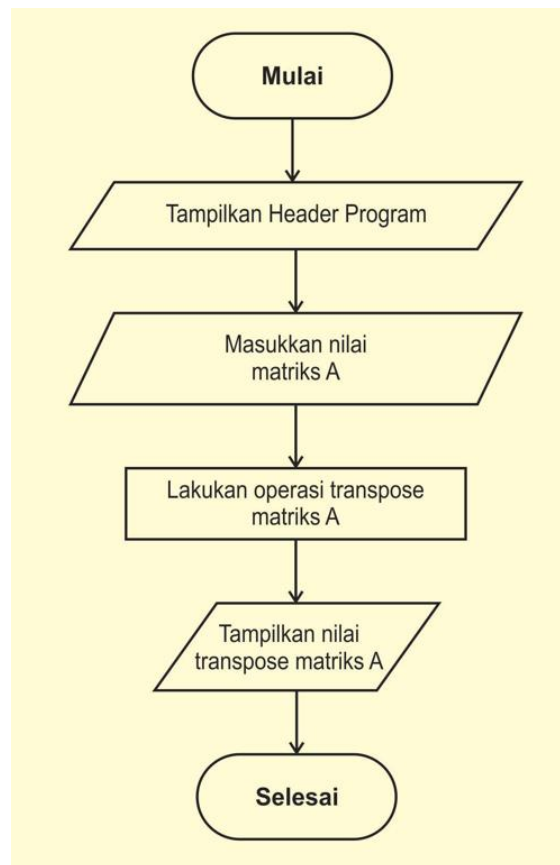 Mulai
Tampilkan Header Program
Masukkan nilai
matriks A
Lakukan operasi transpose
matriks A
Tampilkan nilai
transpose matriks A
Selesai